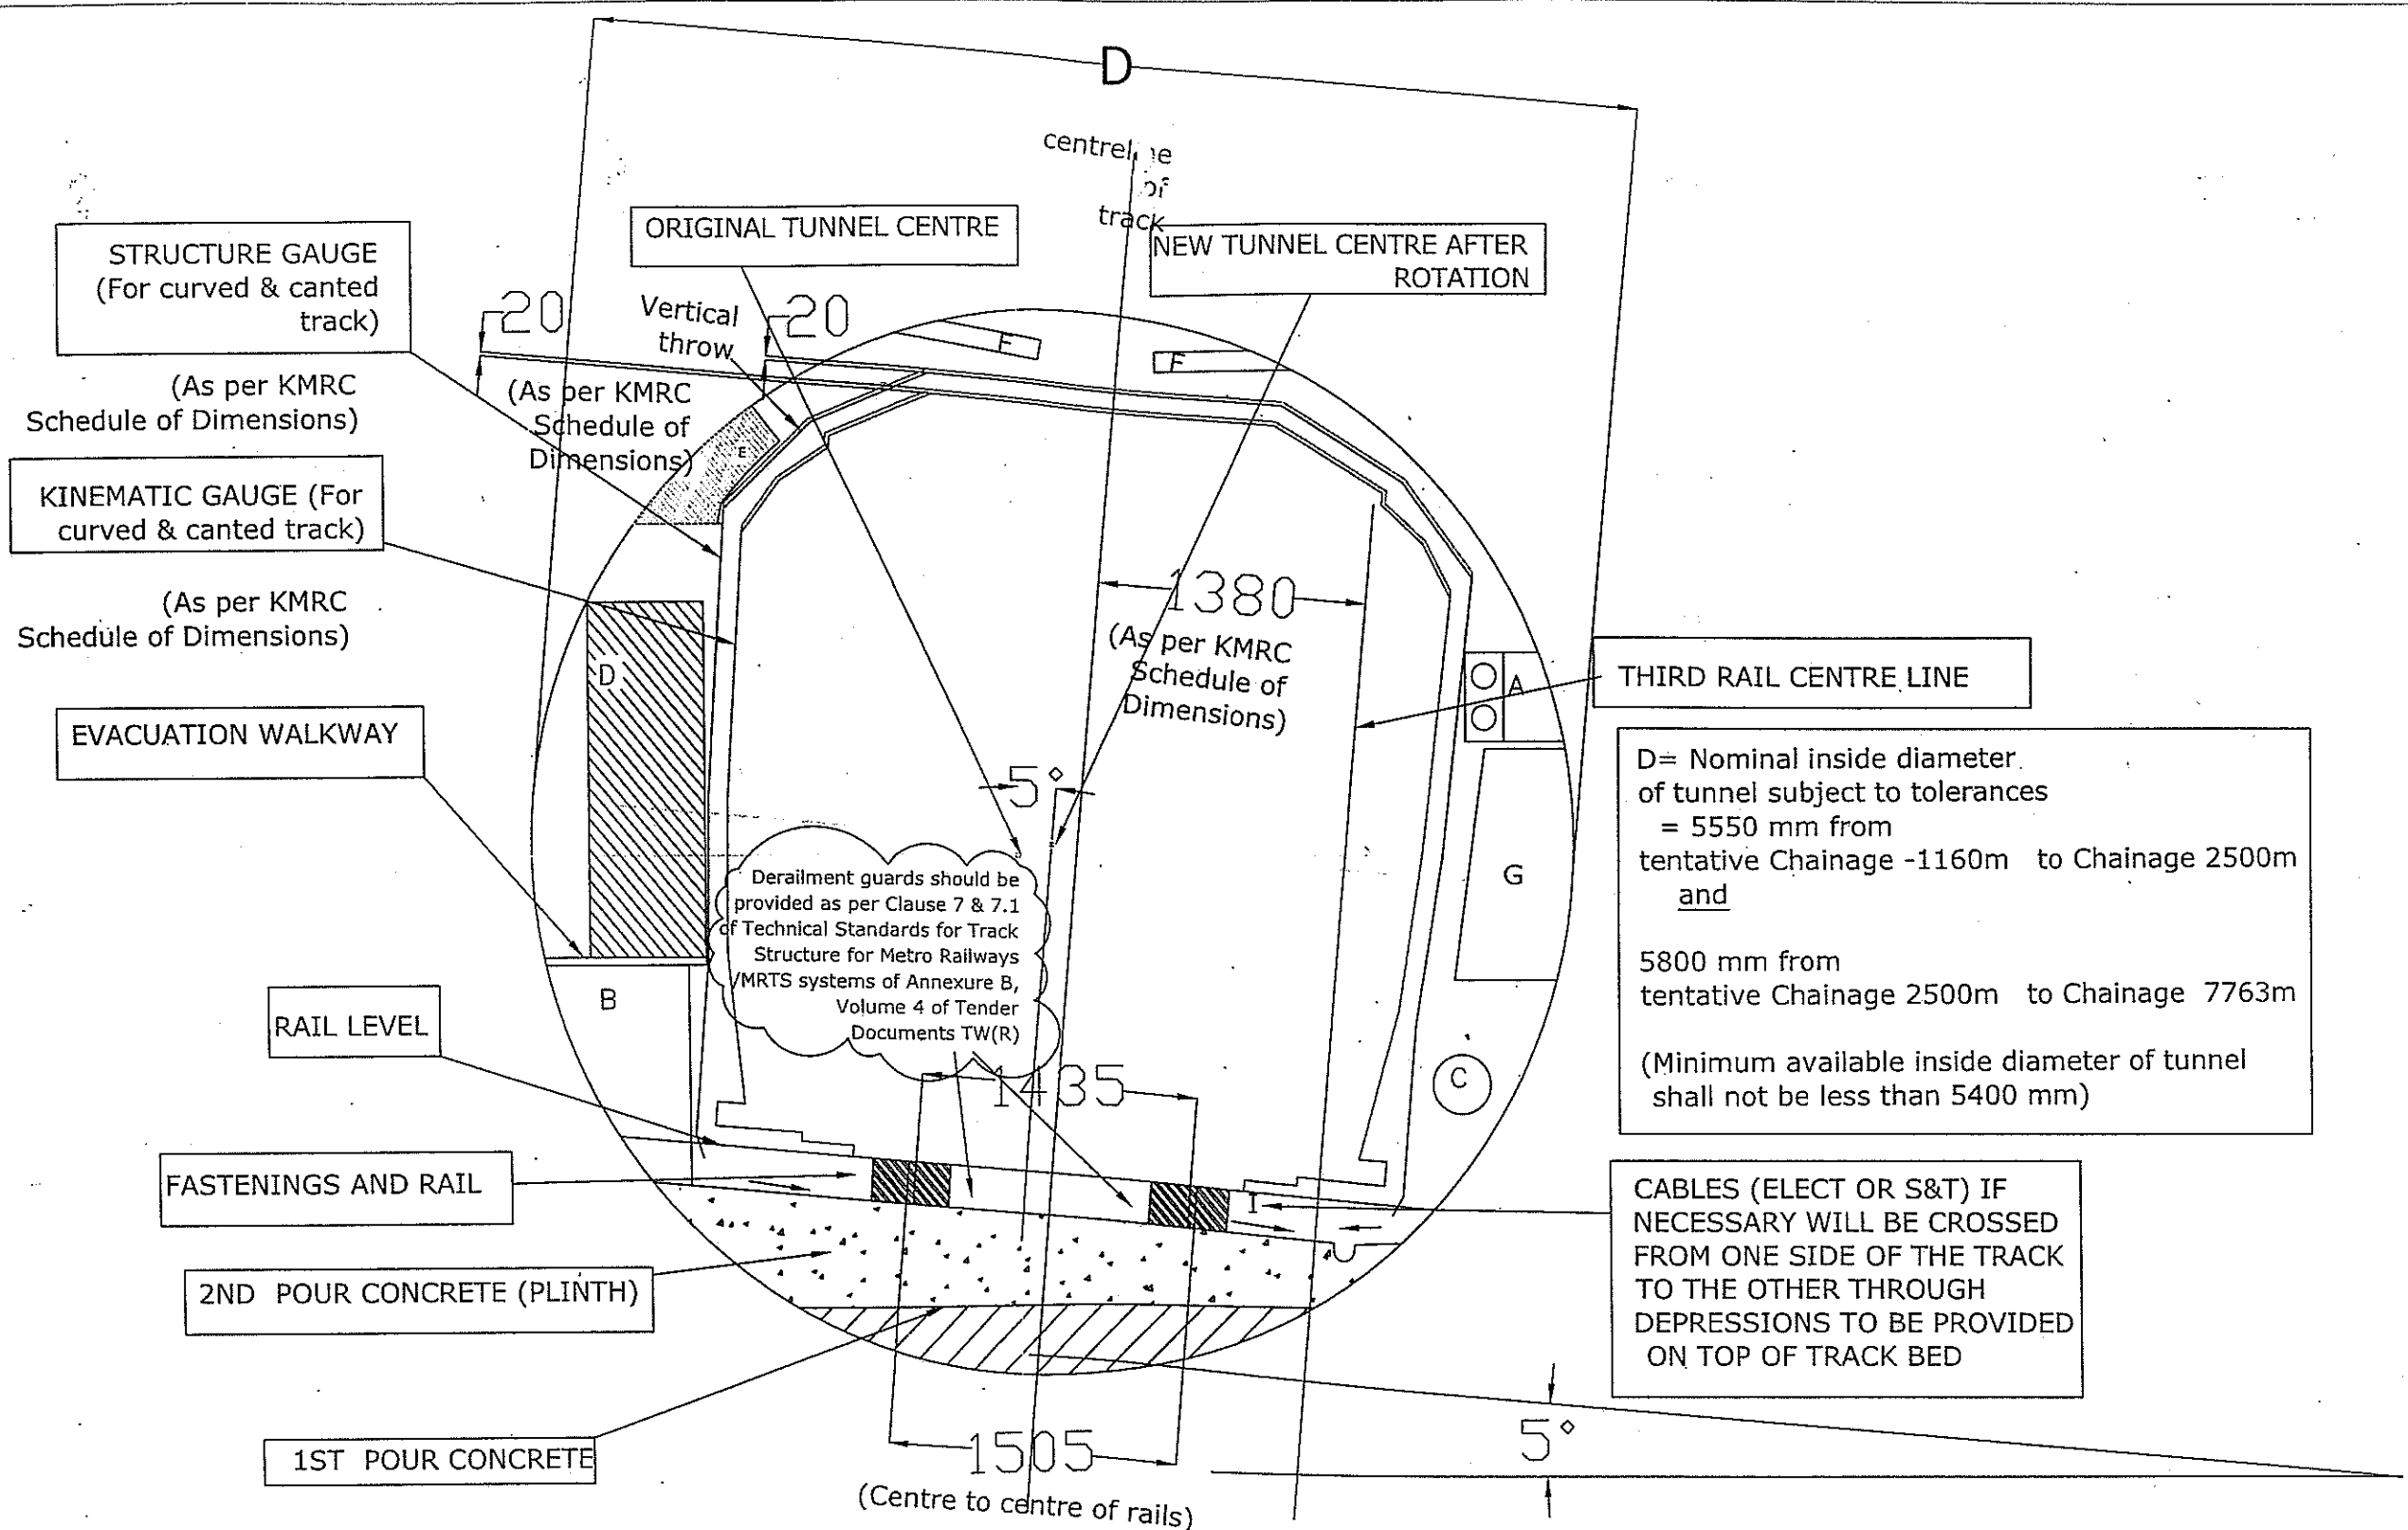 D
centreline
of
track
ORIGINAL TUNNEL CENTRE
NEW TUNNEL CENTRE AFTER
ROTATION
STRUCTURE GAUGE
(For curved & canted
track)
20
Vertical
throw
20
F
F
(As per KMRC
Schedule of Dimensions)
(As per KMRC
Schedule of
Dimensions)
E
KINEMATIC GAUGE (For
curved & canted track)
(As per KMRC
Schedule of Dimensions)
1380
(As per KMRC
Schedule of
Dimensions)
D
A
THIRD RAIL CENTRE LINE
EVACUATION WALKWAY
5°
D= Nominal inside diameter
of tunnel subject to tolerances
= 5550 mm from
tentative Chainage -1160m to Chainage 2500m
and
5800 mm from
tentative Chainage 2500m to Chainage 7763m
(Minimum available inside diameter of tunnel
shall not be less than 5400 mm)
G
Derailment guards should be
provided as per Clause 7 & 7.1
of Technical Standards for Track
Structure for Metro Railways
/MRTS systems of Annexure B,
Volume 4 of Tender
Documents TW(R)
B
RAIL LEVEL
C
1435
FASTENINGS AND RAIL
I
CABLES (ELECT OR S&T) IF
NECESSARY WILL BE CROSSED
FROM ONE SIDE OF THE TRACK
TO THE OTHER THROUGH
DEPRESSIONS TO BE PROVIDED
ON TOP OF TRACK BED
2ND POUR CONCRETE (PLINTH)
1ST POUR CONCRETE
1505
(Centre to centre of rails)
5°